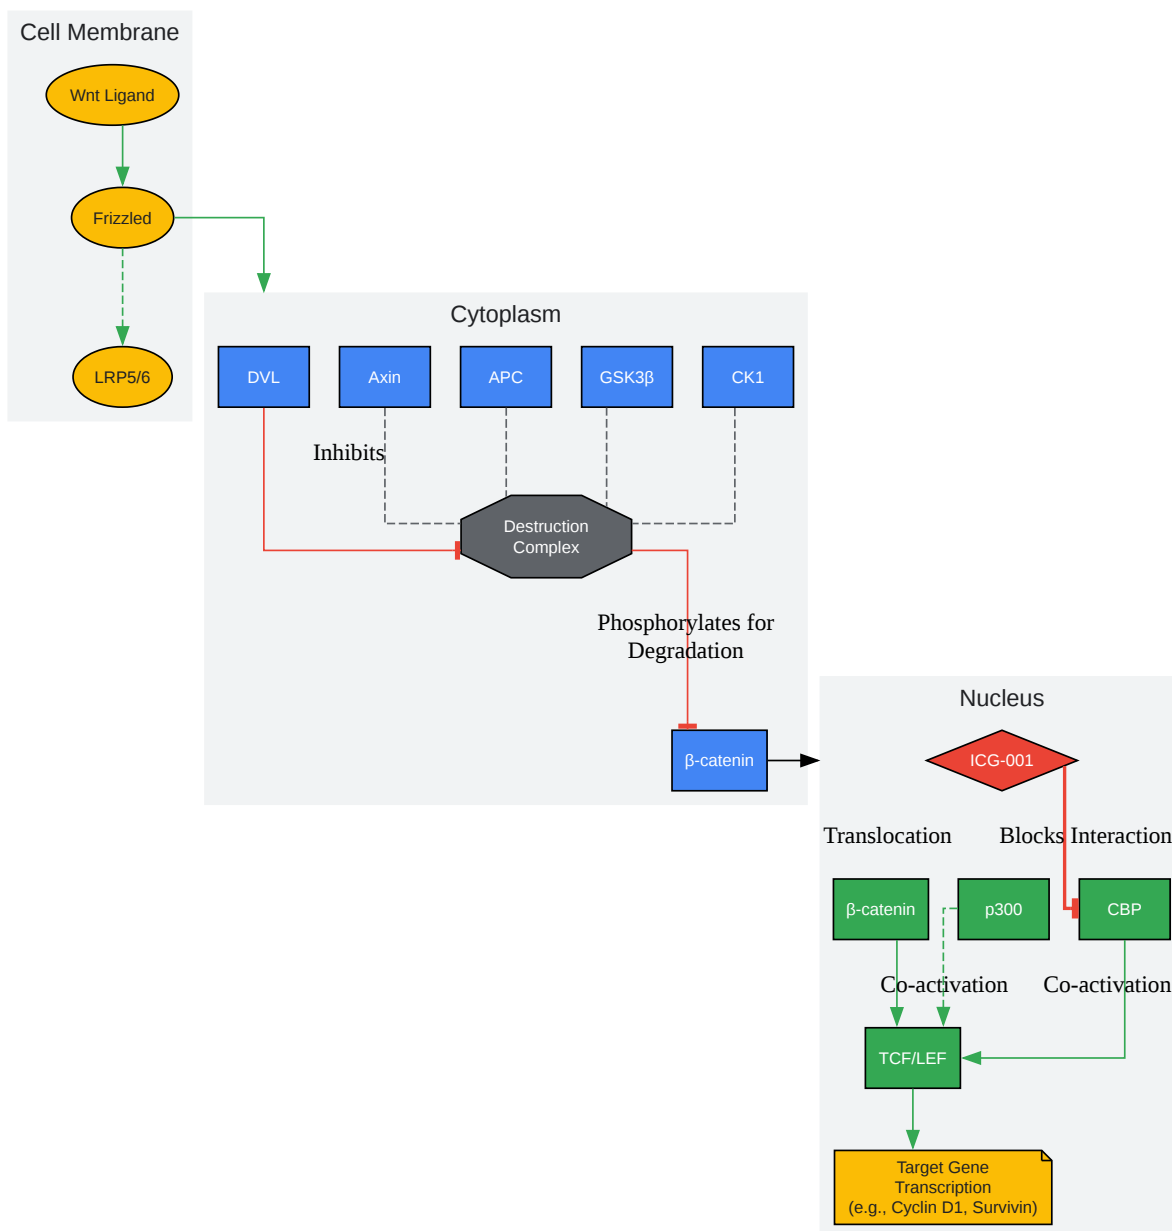 Cell Membrane
Wnt Ligand
Frizzled
LRP5/6
Cytoplasm
DVL
Axin
APC
GSK3β
CK1
Inhibits
Destruction
Complex
Phosphorylates for
Degradation
β-catenin
Nucleus
ICG-001
Translocation
Blocks Interaction
β-catenin
p300
CBP
Co-activation
Co-activation
TCF/LEF
Target Gene
Transcription
(e.g., Cyclin D1, Survivin)